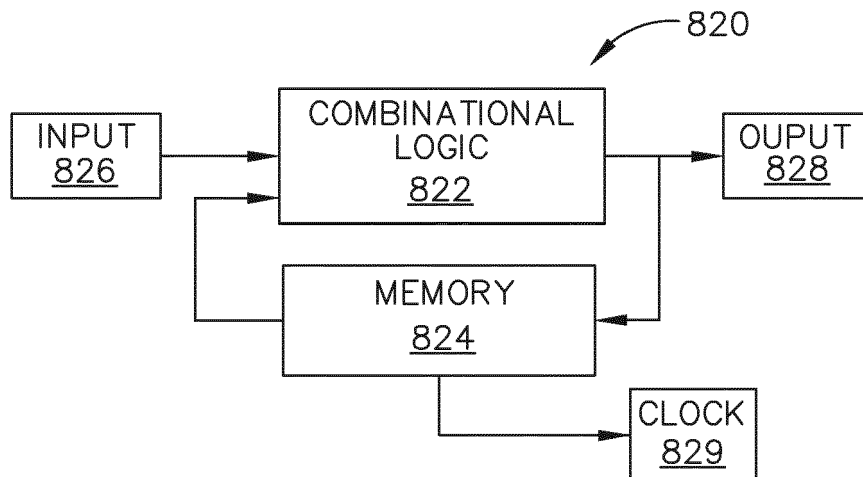 820
COMBINATIONAL
LOGIC
822
INPUT
826
OUPUT
828
MEMORY
824
CLOCK
829